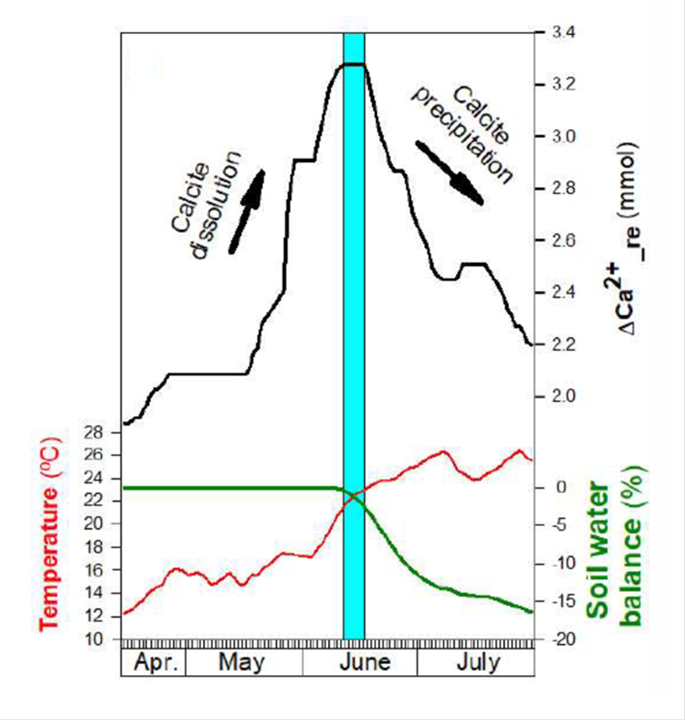 3.4
3.2
3.0
2.8
2.6
2.4
2.2
2.0
ΔCa2+_re (mmol)
Calcite
dissolution
Calcite
precipitation
28
26
24
22
20
18
16
14
12
10
Temperature (ºC)
0
-5
-10
-15
-20
Soil water
balance (%)
Apr. May June July